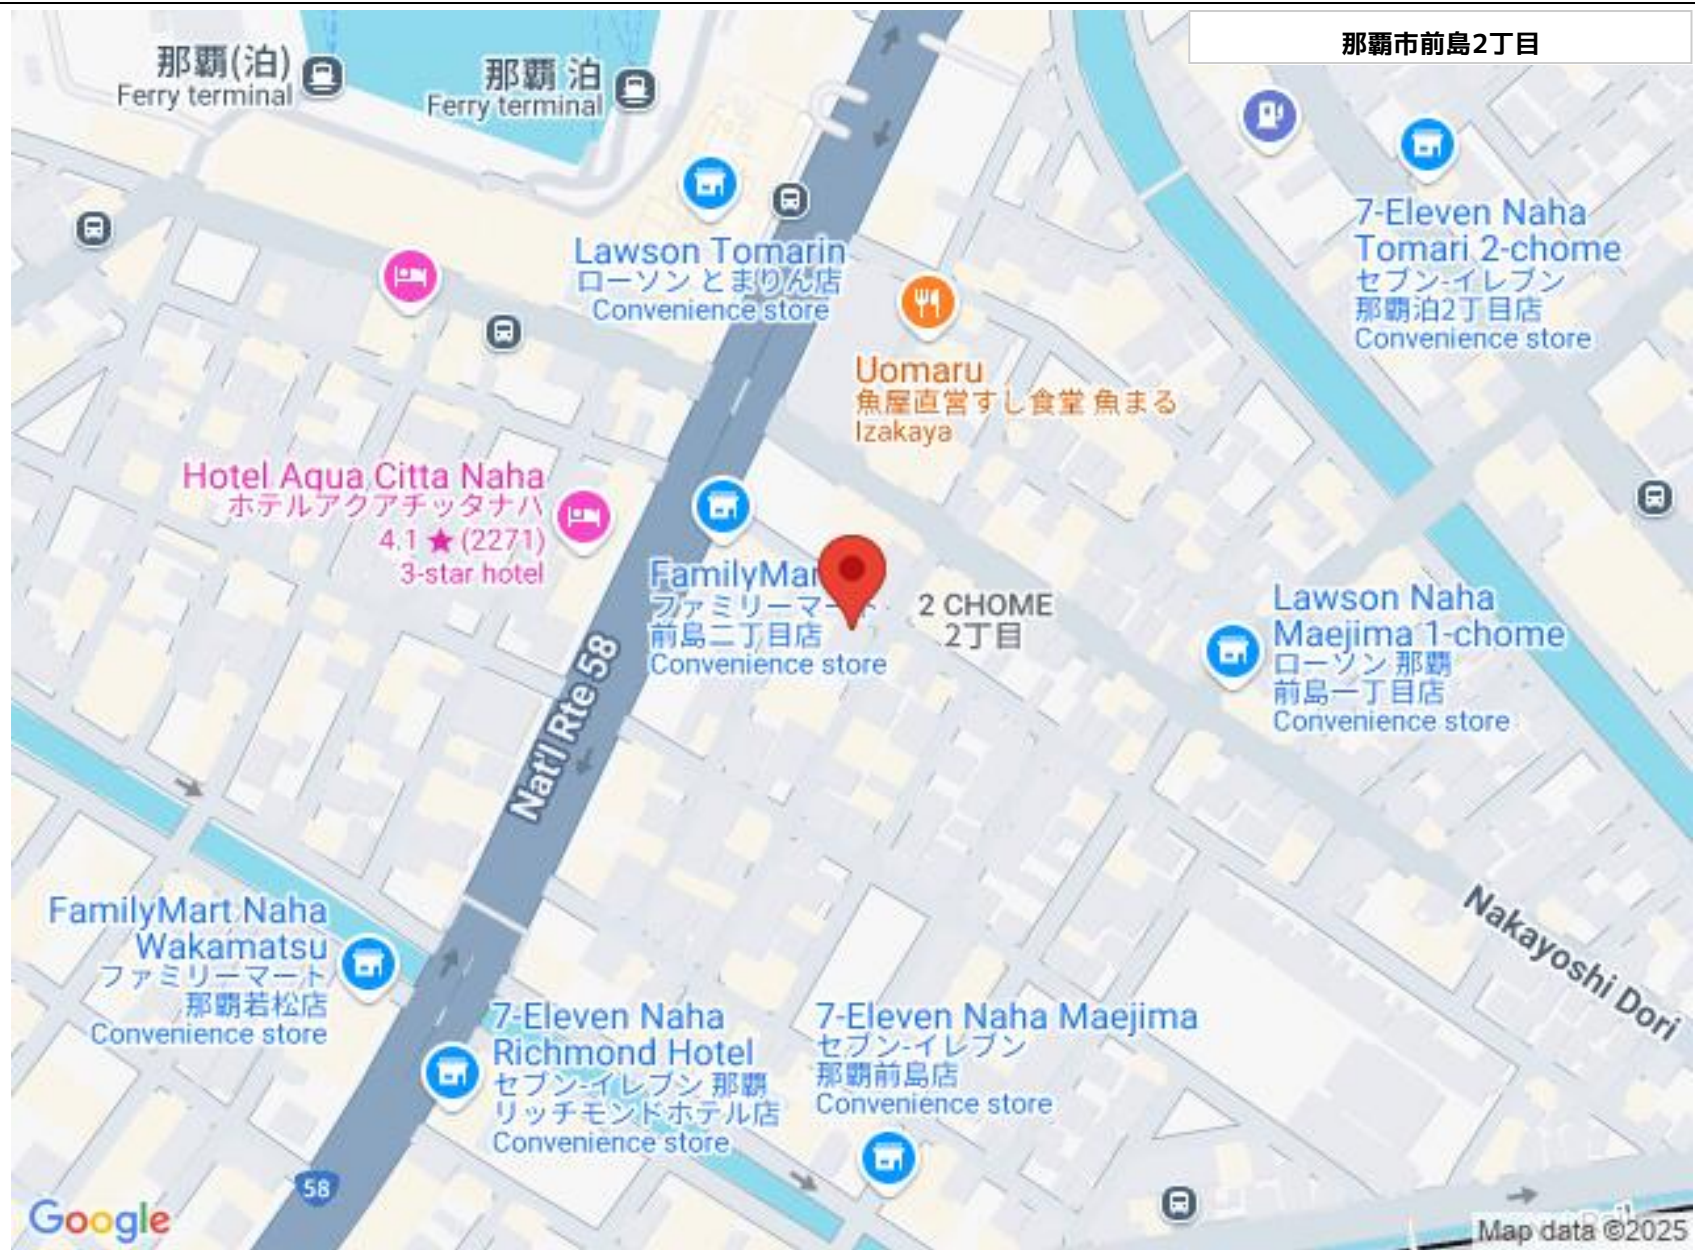 那覇市前島2丁目
那覇(泊)
Ferry terminal
那覇 泊
Ferry terminal
7-Eleven Naha
Tomari 2-chome
セブン-イレブン
那覇泊2丁目店
Convenience store
Lawson Tomarin
ローソン とまりん店
Convenience store
Uomaru
魚屋直営すし食堂 魚まる
Izakaya
Hotel Aqua Citta Naha
ホテルアクアチッタナハ
4.1 ★ (2271)
3-star hotel
FamilyMar
ファミリーマート
前島二丁目店
Convenience store
2 CHOME
2丁目
Lawson Naha
Maejima 1-chome
ローソン 那覇
前島一丁目店
Convenience store
Nat'l Rte 58
FamilyMart Naha
Wakamatsu
ファミリーマート
那覇若松店
Convenience store
Nakayoshi Dori
7-Eleven Naha
Richmond Hotel
セブン-イレブン 那覇
リッチモンドホテル店
Convenience store
7-Eleven Naha Maejima
セブン-イレブン
那覇前島店
Convenience store
58
Google
Map data ©2025